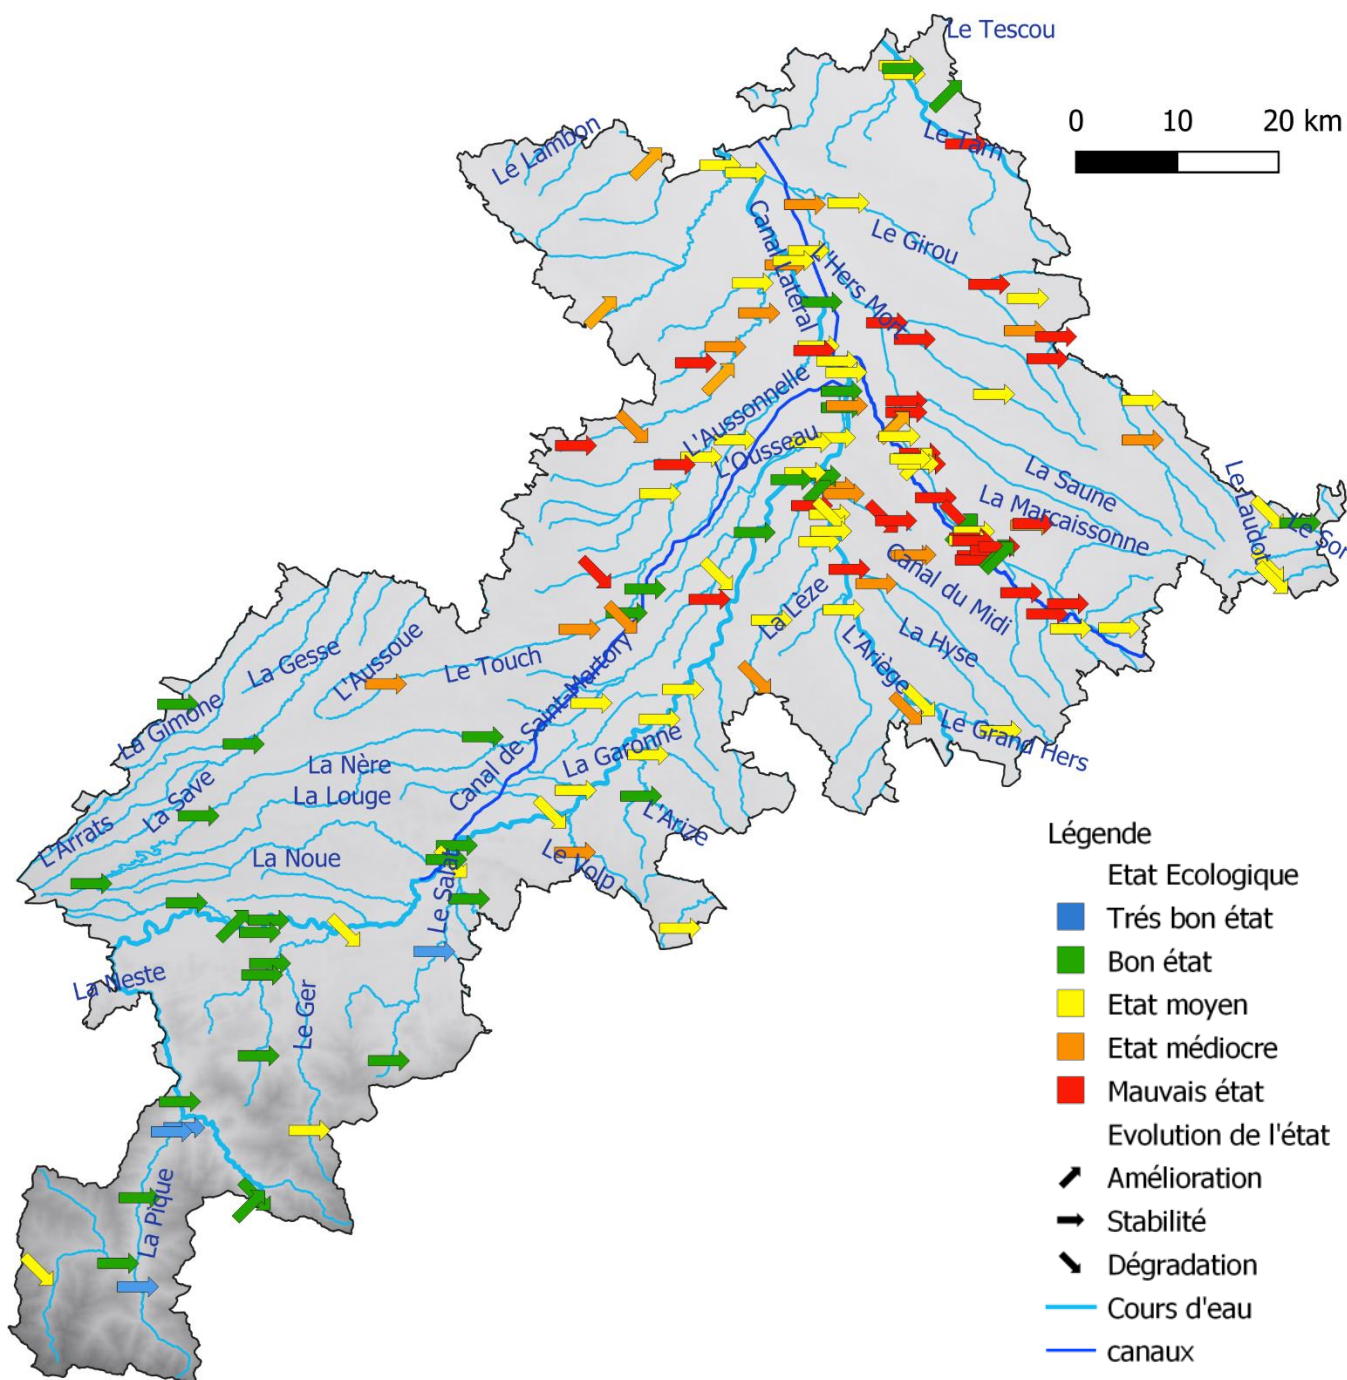 Le Tescou
0 10 20 km
Le Lambon
Le Tarn
Canal Latéral
Le Girou
L'Hers Mort
L'Aussonnelle
L'Ousseau
La Saune
La Marcaissonne
Le Laudot
Le Sor
Canal du Midi
La Lèze
La Hyse
L'Ariège
Le Grand Hers
La Gesse
L'Aussoue
Le Touch
Canal de Saint-Martory
La Gimone
La Save
La Nère
La Louge
La Garonne
L'Arrats
La Noue
L'Arize
Le Volp
Le Salat
La Neste
Le Ger
La Pique
Légende
Etat Ecologique
Trés bon état
Bon état
Etat moyen
Etat médiocre
Mauvais état
Evolution de l'état
Amélioration
Stabilité
Dégradation
Cours d'eau
canaux